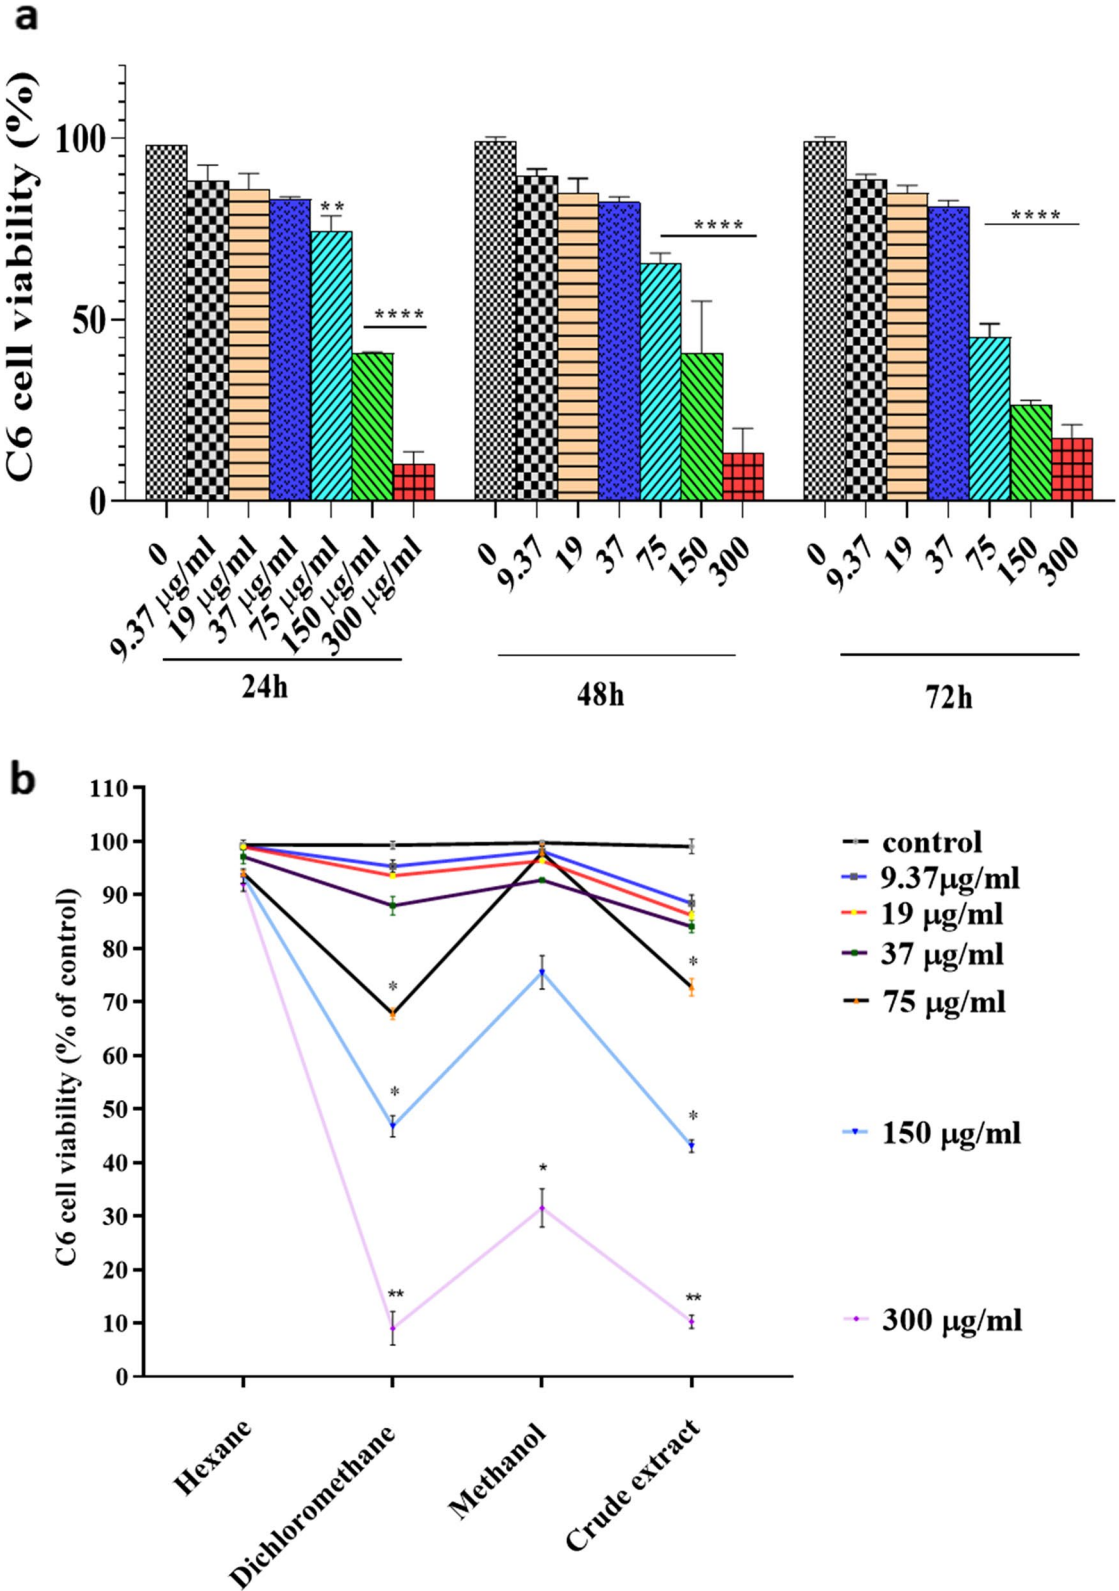 a
C6 cell viability (%)
100
50
0
**
****
****
****
0
9.37 µg/ml
19 µg/ml
37 µg/ml
75 µg/ml
150 µg/ml
300 µg/ml
0
9.37
19
37
75
150
300
0
9.37
19
37
75
150
300
24h
48h
72h
b
C6 cell viability (% of control)
110
100
90
80
70
60
50
40
30
20
10
0
*
*
**
*
*
*
**
Hexane
Dichloromethane
Methanol
Crude extract
control
9.37µg/ml
19 µg/ml
37 µg/ml
75 µg/ml
150 µg/ml
300 µg/ml